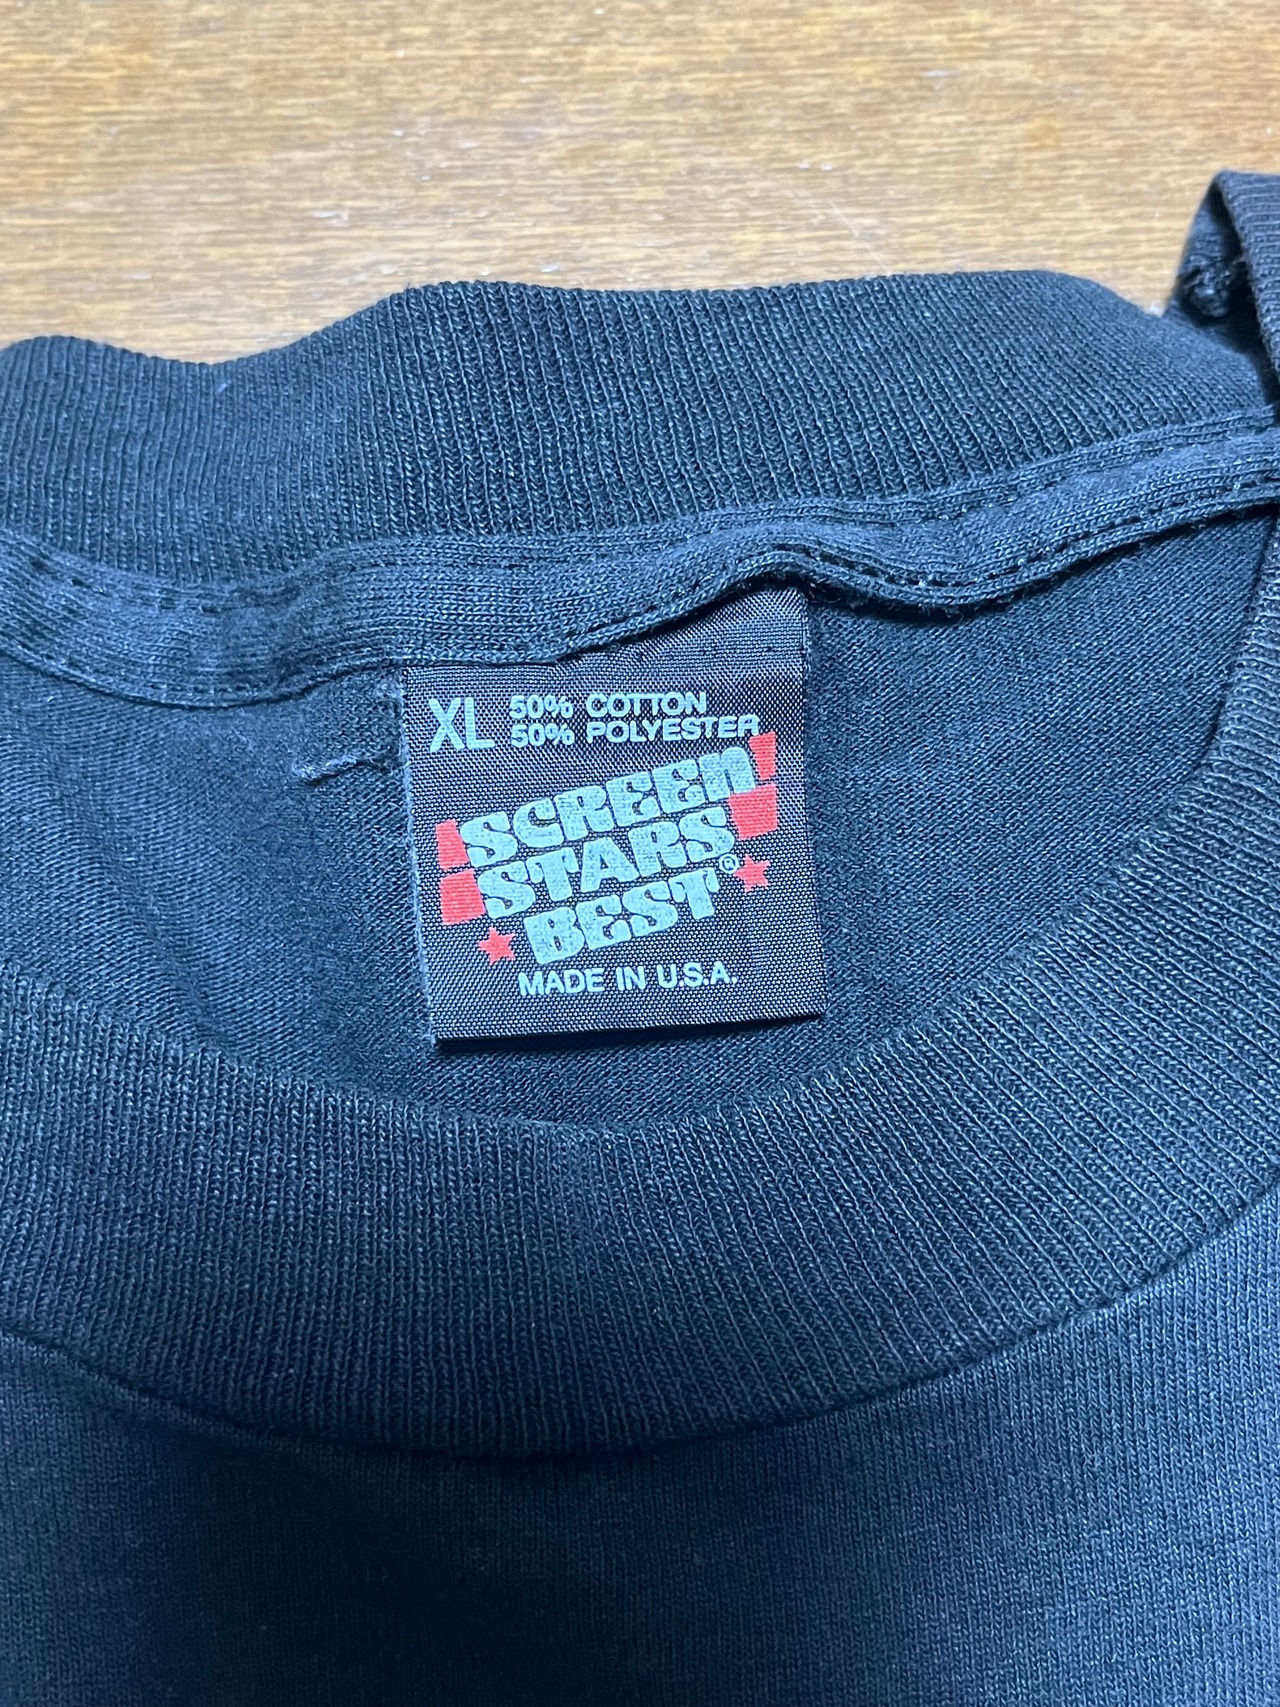 XL 50% COTTON
50% POLYESTER
SCREEN
STARS
BEST®
MADE IN U.S.A.